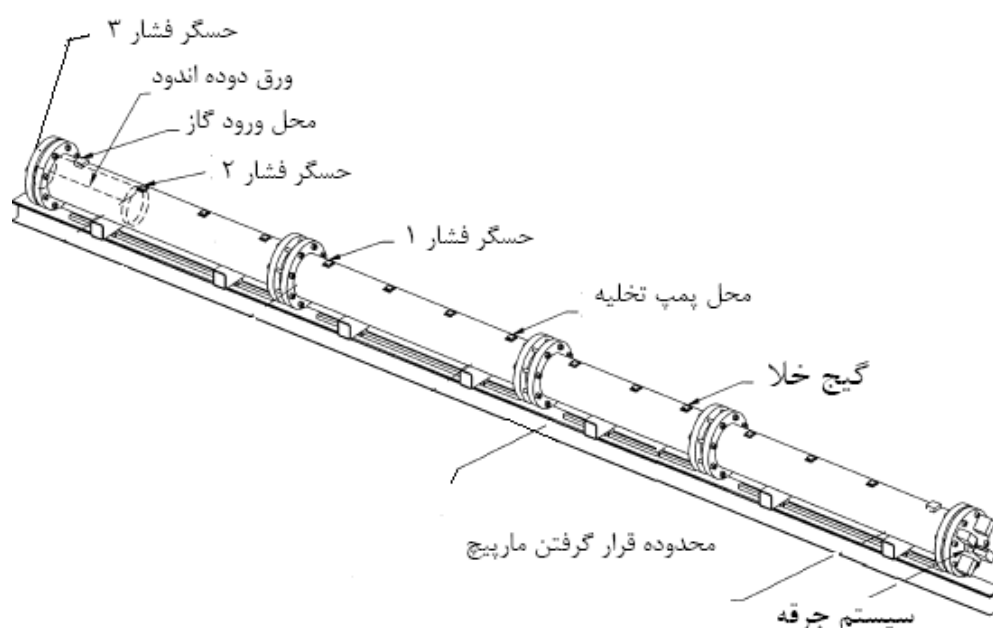 حسگر فشار ۳
ورق دوده اندود
محل ورود گاز
حسگر فشار ۲
حسگر فشار ۱
محل پمپ تخلیه
گیج خلا
محدوده قرار گرفتن مارپیچ
سیستم جرقه